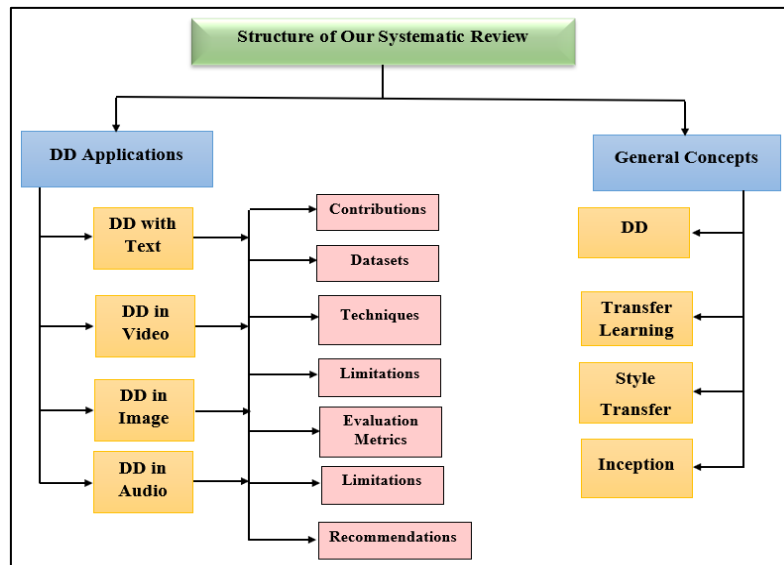 Structure of Our Systematic Review
DD Applications
General Concepts
DD with
Text
DD in
Video
DD in
Image
DD in
Audio
Contributions
Datasets
Techniques
Limitations
Evaluation
Metrics
Limitations
Recommendations
DD
Transfer
Learning
Style
Transfer
Inception